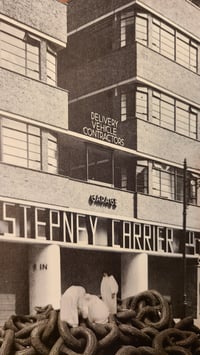 DELIVERY
VEHICLE
CONTRACTORS
GARAGE
STEPNEY CARRIER
IN